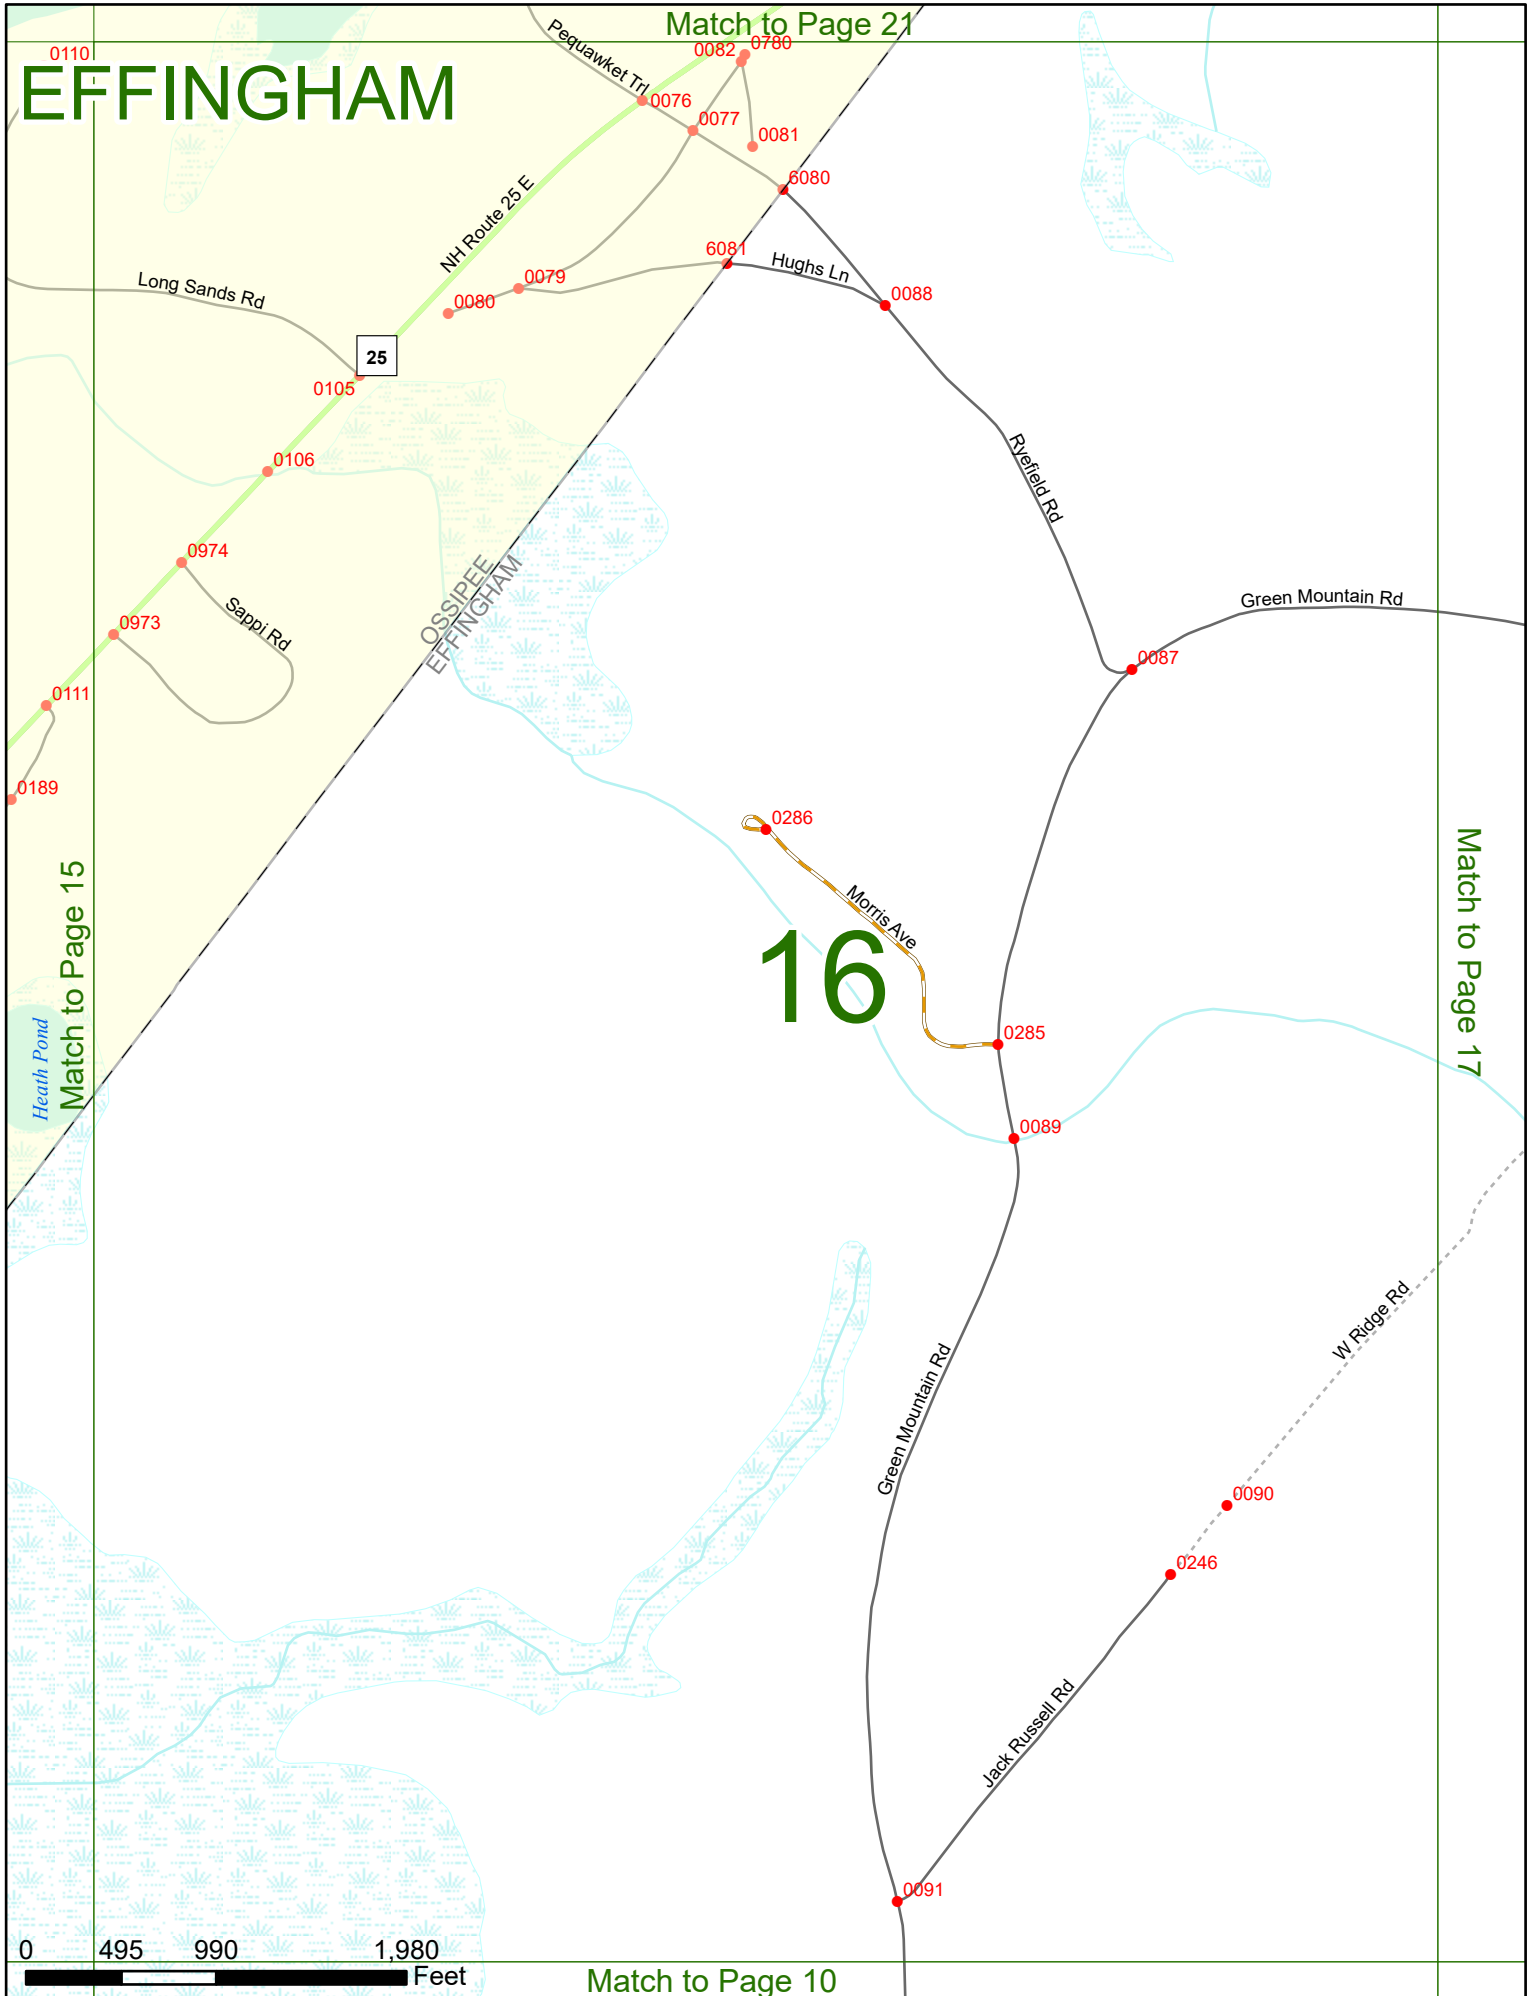 Match to Page 21
0110
EFFINGHAM
Pequawket Trl
0082
0780
0076
0077
0081
6080
NH Route 25 E
6081
Hughs Ln
Long Sands Rd
0079
0080
0088
25
0105
Ryefield Rd
0106
0974
OSSIPEE
EFFINGHAM
Sappi Rd
Green Mountain Rd
0973
0087
0111
0189
0286
Match to Page 15
Match to Page 17
Morris Ave
16
Heath Pond
0285
0089
W Ridge Rd
Green Mountain Rd
0090
0246
Jack Russell Rd
0091
0 495 990 1,980
Feet
Match to Page 10